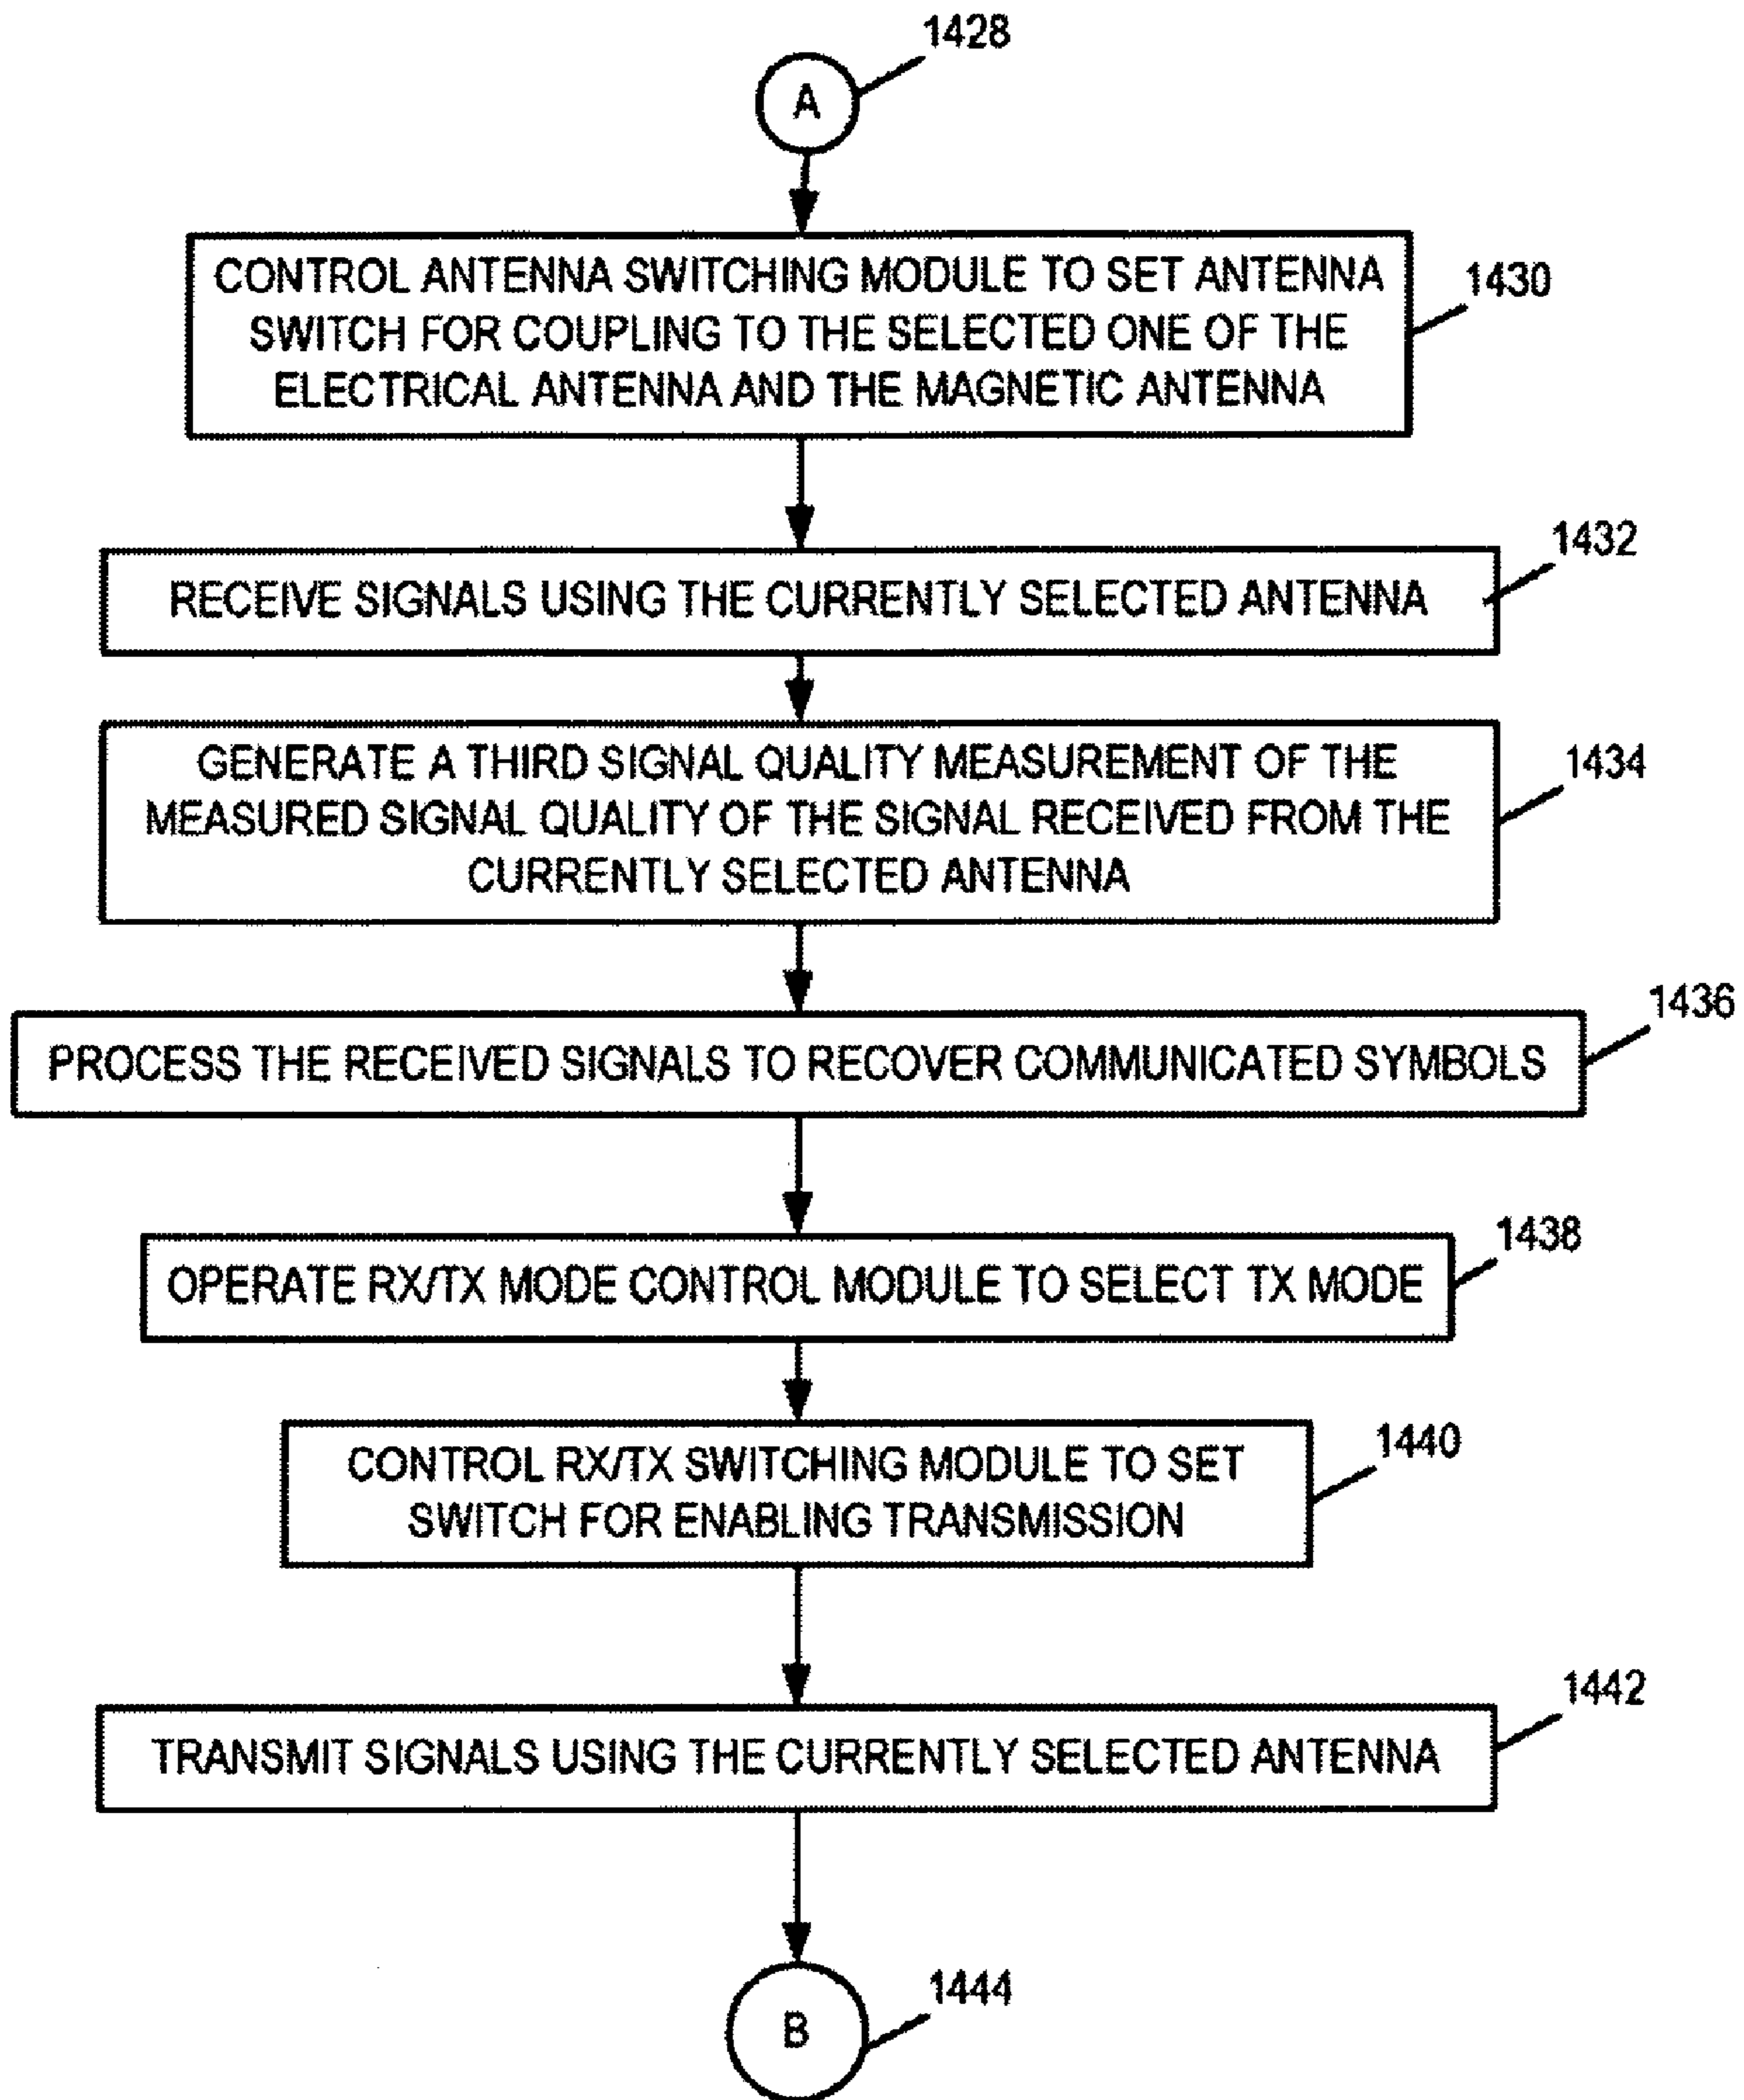 1428
A
CONTROL ANTENNA SWITCHING MODULE TO SET ANTENNA
SWITCH FOR COUPLING TO THE SELECTED ONE OF THE
ELECTRICAL ANTENNA AND THE MAGNETIC ANTENNA
1430
1432
RECEIVE SIGNALS USING THE CURRENTLY SELECTED ANTENNA
GENERATE A THIRD SIGNAL QUALITY MEASUREMENT OF THE
MEASURED SIGNAL QUALITY OF THE SIGNAL RECEIVED FROM THE
CURRENTLY SELECTED ANTENNA
1434
1436
PROCESS THE RECEIVED SIGNALS TO RECOVER COMMUNICATED SYMBOLS
1438
OPERATE RX/TX MODE CONTROL MODULE TO SELECT TX MODE
1440
CONTROL RX/TX SWITCHING MODULE TO SET
SWITCH FOR ENABLING TRANSMISSION
1442
TRANSMIT SIGNALS USING THE CURRENTLY SELECTED ANTENNA
1444
B